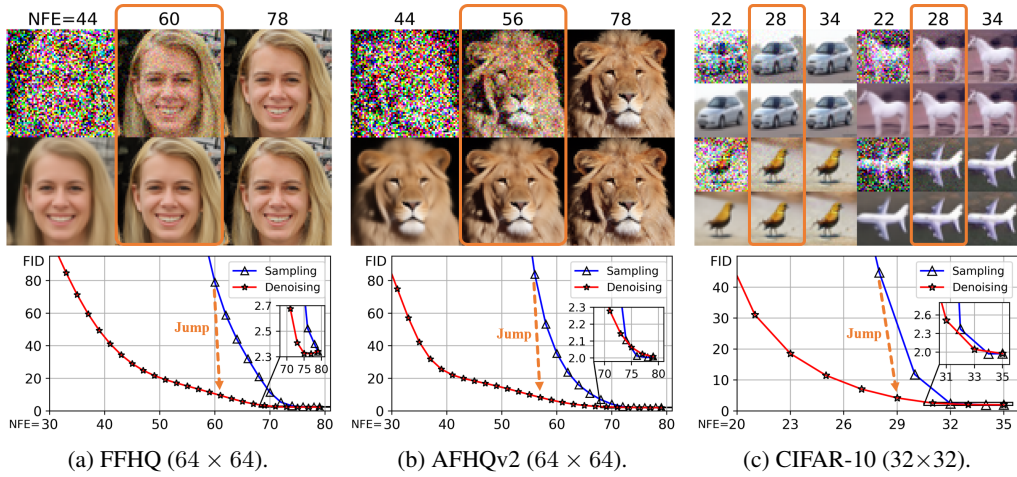 NFE=44 60 78
44 56 78
22 28 34 22 28 34
FID
80
60
40
20
0
Sampling
Denoising
Jump
2.7
2.5
2.3
70 75 80
NFE=
30 40 50 60 70 80
FID
80
60
40
20
0
Sampling
Denoising
Jump
2.3
2.2
2.1
2.0
70 75 80
NFE=
30 40 50 60 70 80
FID
80
60
40
20
0
Sampling
Denoising
Jump
2.6
2.3
2.0
31 33 35
NFE=
20 23 26 29 32 35
(a) FFHQ (64 × 64).
(b) AFHQv2 (64 × 64).
(c) CIFAR-10 (32×32).